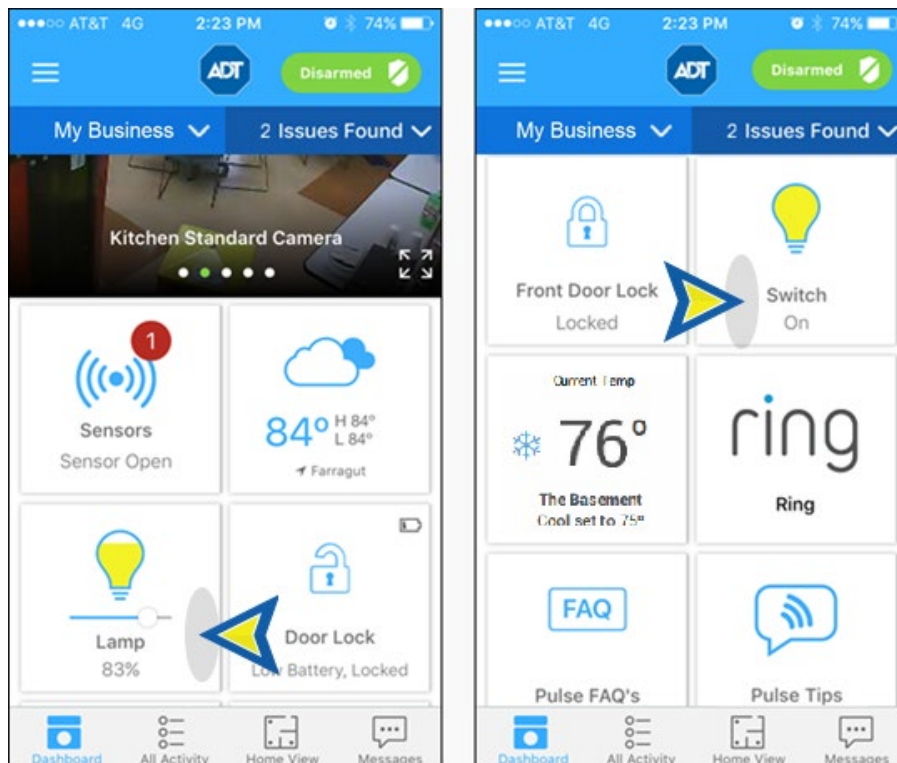 AT&T 4G 2:23 PM 74%
ADT Disarmed
My Business 2 Issues Found
Kitchen Standard Camera
1
Sensors
Sensor Open
84° H 84°
L 84°
Farragut
Lamp
83%
Door Lock
Low Battery, Locked
Dashboard All Activity Home View Messages
AT&T 4G 2:23 PM 74%
ADT Disarmed
My Business 2 Issues Found
Front Door Lock
Locked
Switch
On
Current Temp
76°
The Basement
Cool set to 75°
ring
Ring
FAQ
Pulse FAQ's
Pulse Tips
Dashboard All Activity Home View Messages